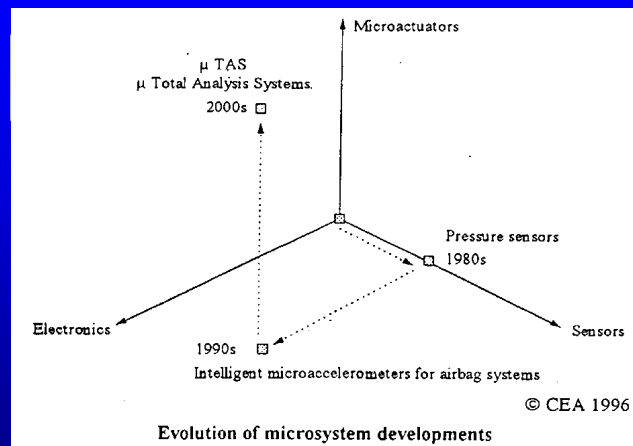 Microactuators
μ TAS
μ Total Analysis Systems.
2000s
Pressure sensors
1980s
Electronics
Sensors
1990s
Intelligent microaccelerometers for airbag systems
© CEA 1996
Evolution of microsystem developments